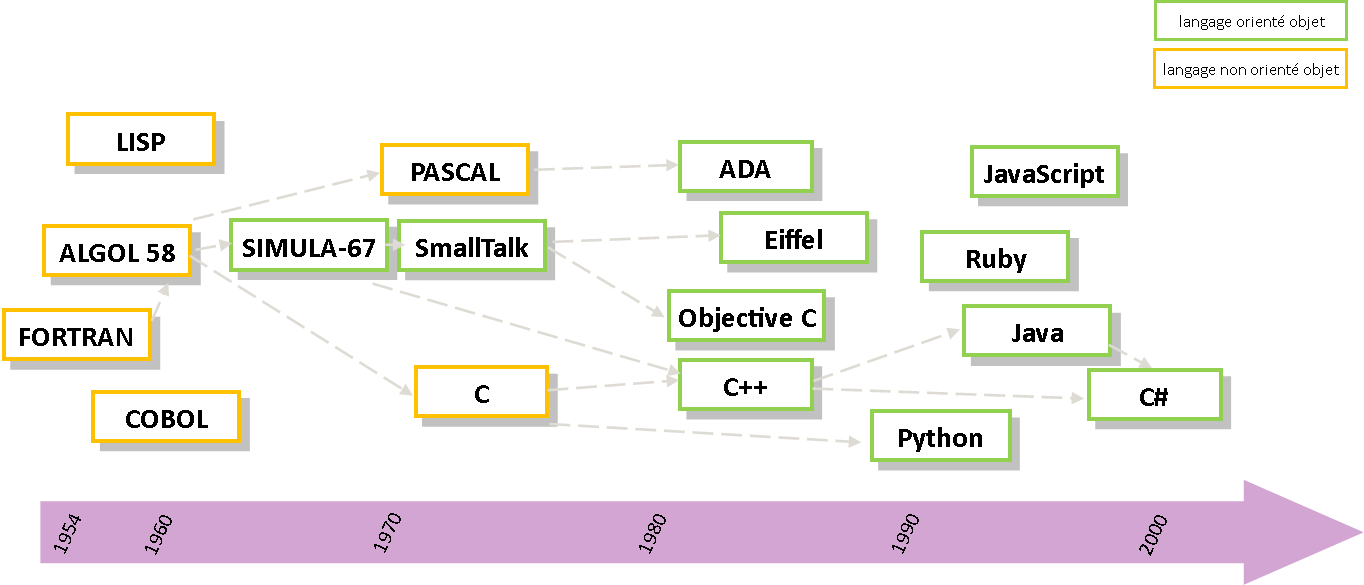 langage orienté objet
langage non orienté objet
LISP
PASCAL
ADA
JavaScript
ALGOL 58
SIMULA-67
SmallTalk
Eiffel
Ruby
FORTRAN
Objective C
Java
COBOL
C
C++
C#
Python
1954
1960
1970
1980
1990
2000